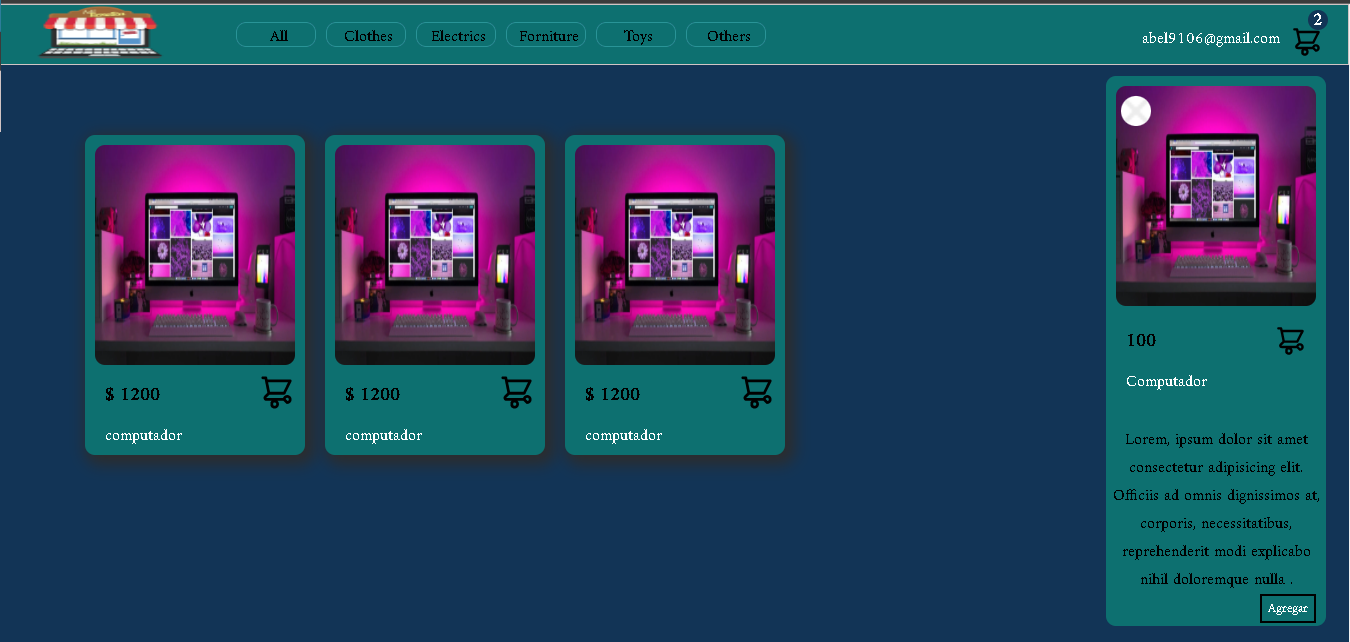 All
Clothes
Electrics
Forniture
Toys
Others
abel9106@gmail.com
2
$ 1200
computador
$ 1200
computador
$ 1200
computador
100
Computador
Lorem, ipsum dolor sit amet
consectetur adipisicing elit.
Officiis ad omnis dignissimos at,
corporis, necessitatibus,
reprehenderit modi explicabo
nihil doloremque nulla .
Agregar